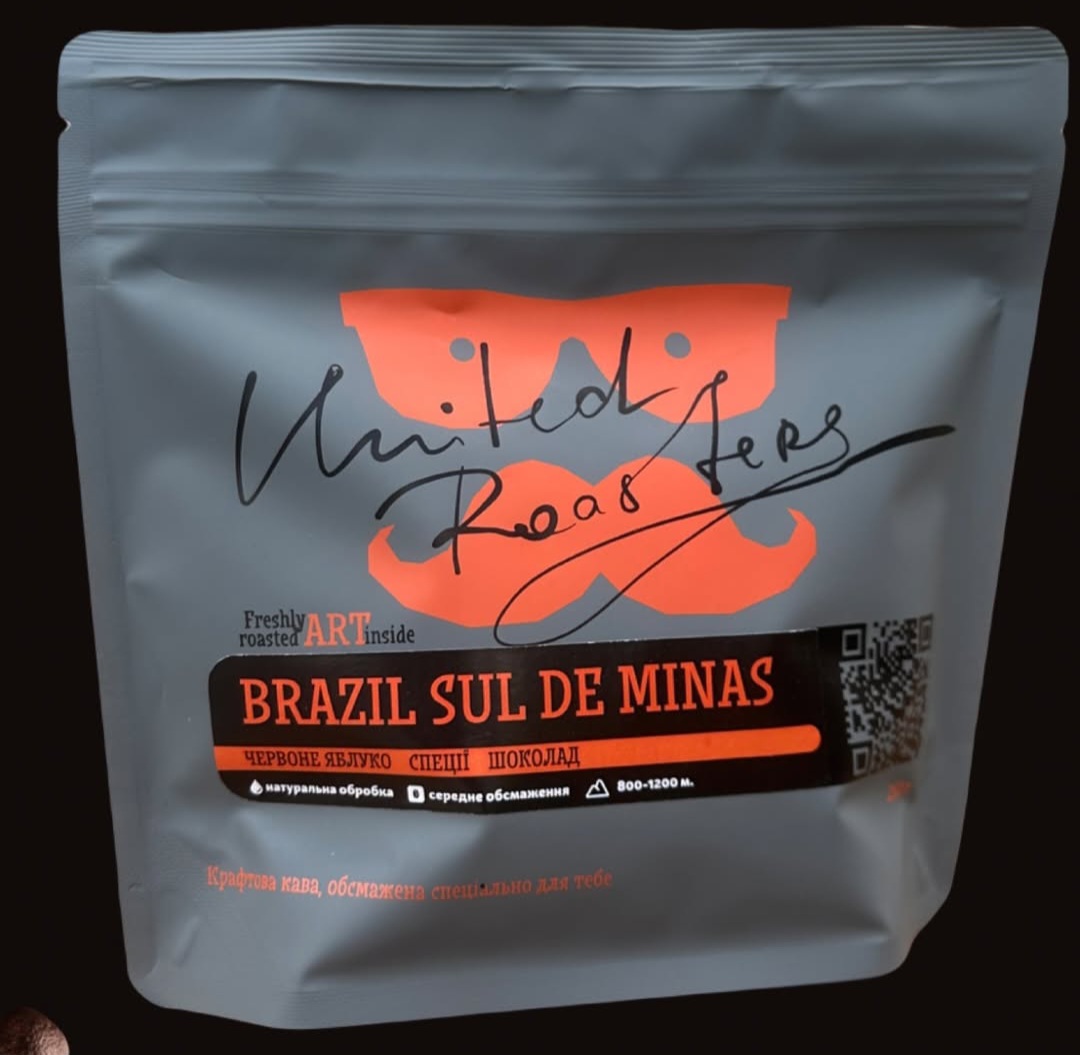 United
Roasters
Freshly
roasted ART inside
BRAZIL SUL DE MINAS
ЧЕРВОНЕ ЯБЛУКО СПЕЦІЇ ШОКОЛАД
натуральна обробка середнє обсмаження 800-1200 м.
Крафтова кава, обсмажена спеціально для тебе